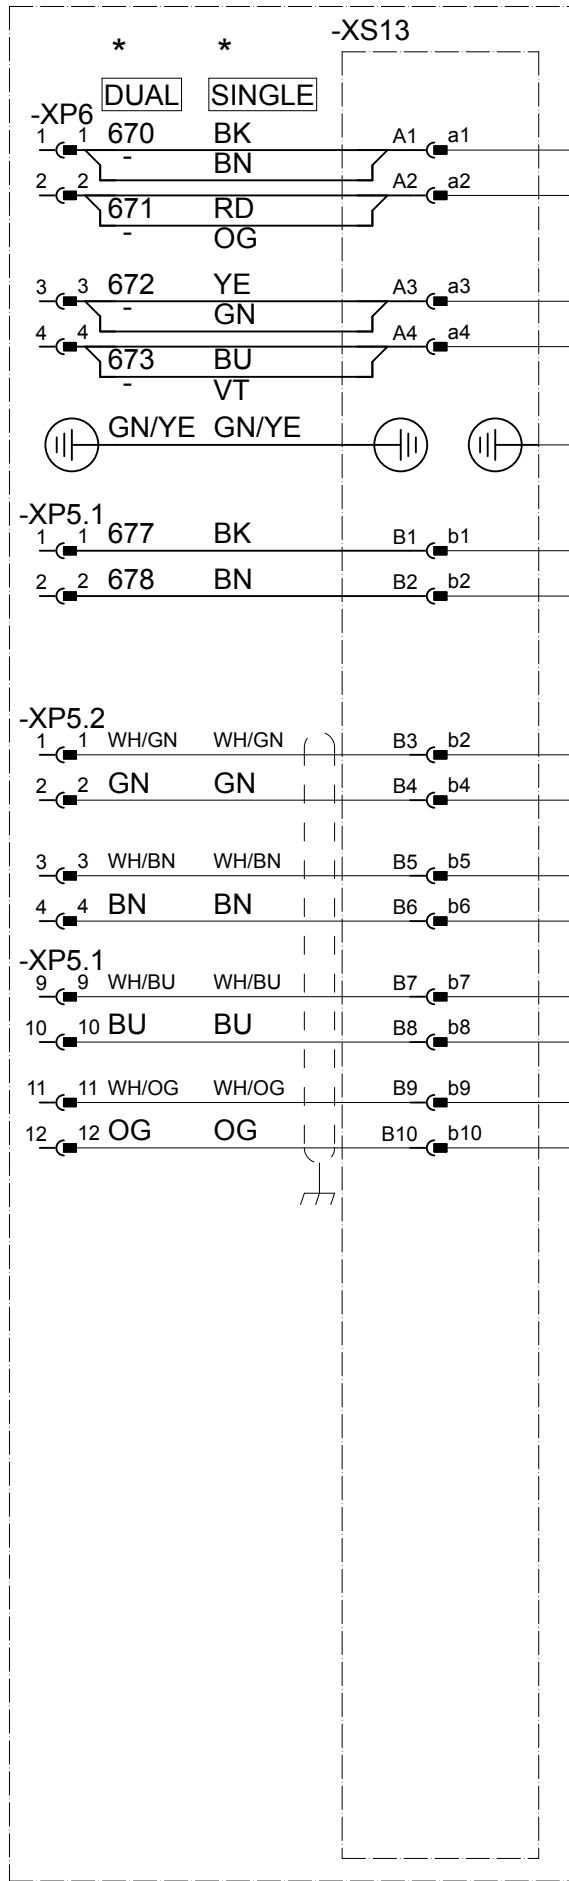 -XS13
* *
DUAL SINGLE
-XP6
1 1 670 BK A1 a1
- BN
2 2 A2 a2
671 RD
- OG
3 3 672 YE A3 a3
- GN
4 4 A4 a4
673 BU
- VT
GN/YE GN/YE
-XP5.1
1 1 677 BK B1 b1
2 2 678 BN B2 b2
-XP5.2
1 1 WH/GN WH/GN B3 b2
2 2 GN GN B4 b4
3 3 WH/BN WH/BN B5 b5
4 4 BN BN B6 b6
-XP5.1
9 9 WH/BU WH/BU B7 b7
10 10 BU BU B8 b8
11 11 WH/OG WH/OG B9 b9
12 12 OG OG B10 b10